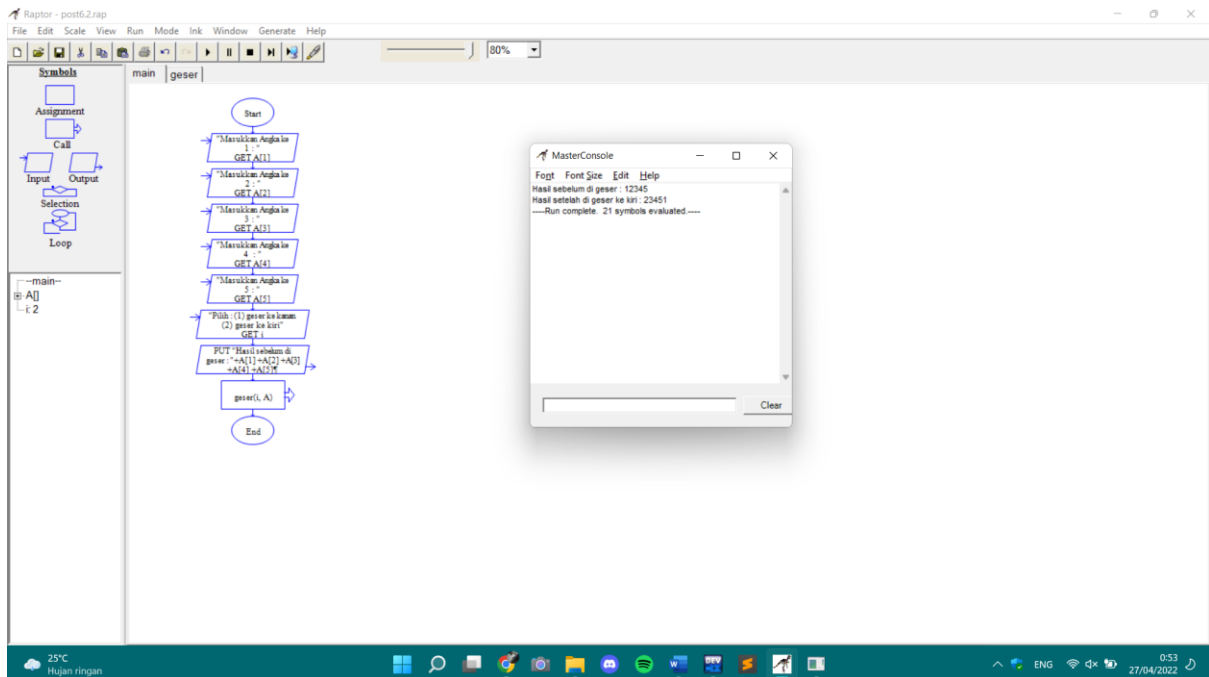 Raptor - post6.2.rap
File Edit Scale View Run Mode Ink Window Generate Help
80%
Symbols
Assignment
Call
Input Output
Selection
Loop
--main--
A[]
i: 2
main geser
Start
"Masukkan Angka ke
1 : "
GET A[1]
"Masukkan Angka ke
2 : "
GET A[2]
"Masukkan Angka ke
3 : "
GET A[3]
"Masukkan Angka ke
4 : "
GET A[4]
"Masukkan Angka ke
5 : "
GET A[5]
"Pilih : (1) geser ke kanan
(2) geser ke kiri"
GET i
PUT "Hasil sebelum di
geser : "+A[1] +A[2] +A[3]
+A[4] +A[5]¶
geser(i, A)
End
MasterConsole
Font Font Size Edit Help
Hasil sebelum di geser : 12345
Hasil setelah di geser ke kiri : 23451
----Run complete. 21 symbols evaluated.----
Clear
25°C
Hujan ringan
DEV
ENG
0:53
27/04/2022